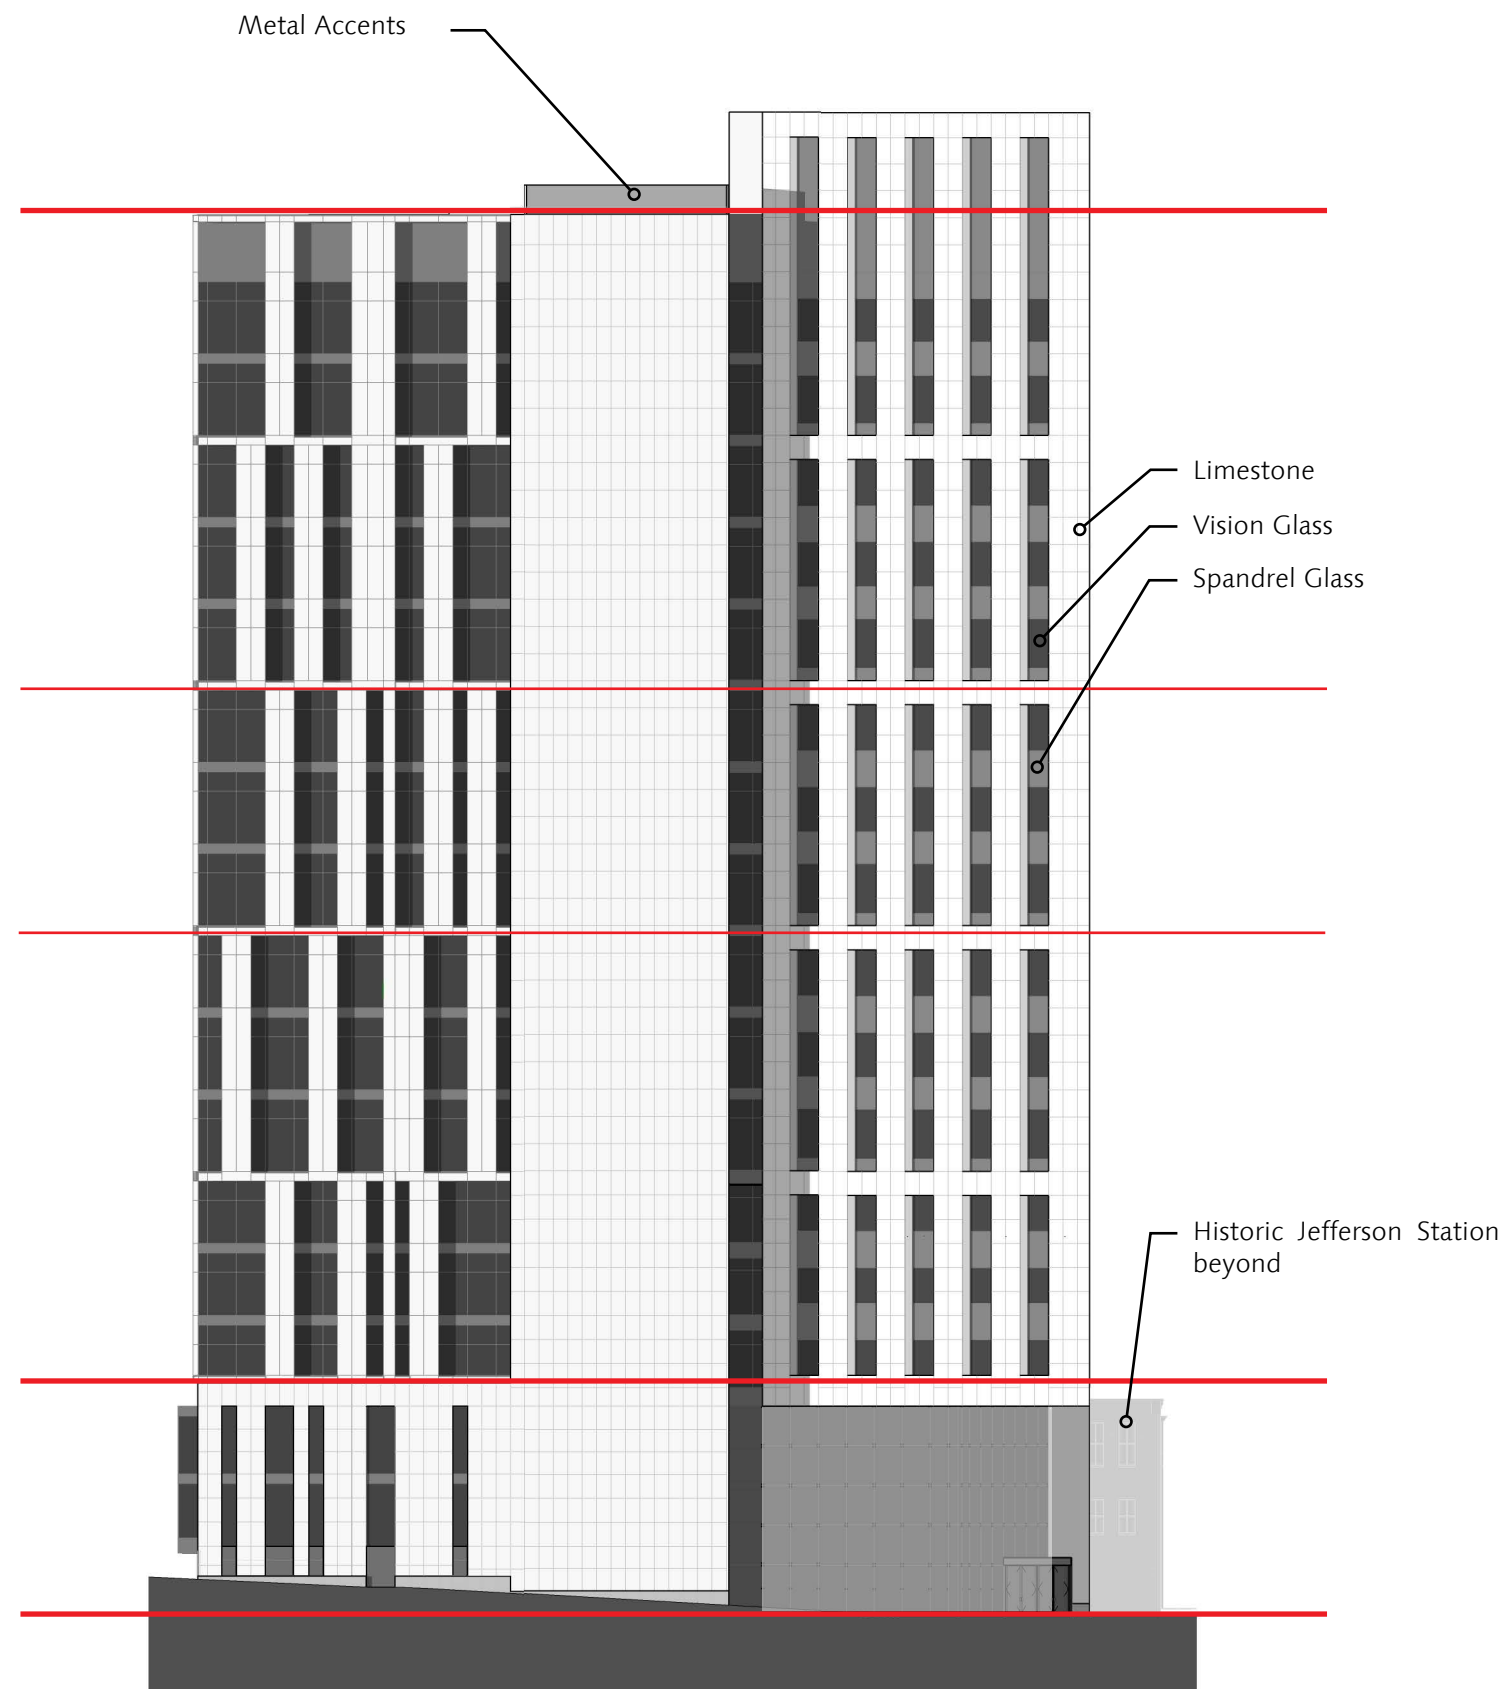 Metal Accents
Limestone
Vision Glass
Spandrel Glass
Historic Jefferson Station
beyond